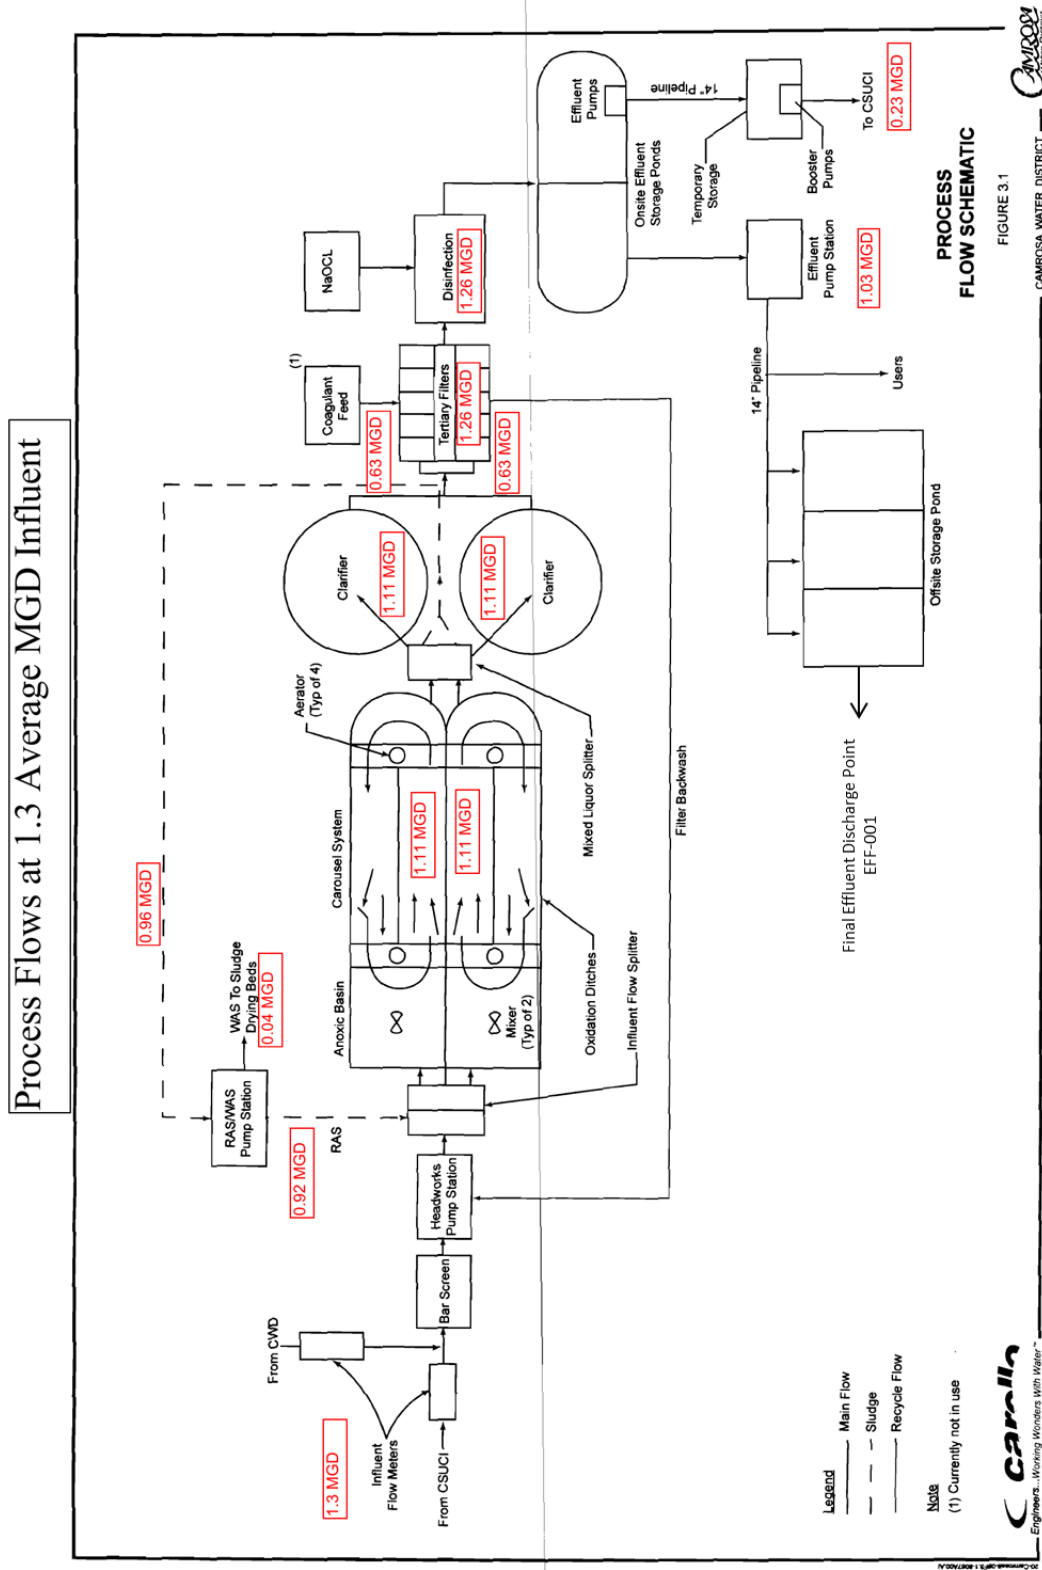 Process Flows at 1.3 Average MGD Influent
1.3 MGD
Influent
Flow Meters
From CSUCI
From CWD
Bar Screen
Headworks
Pump Station
0.92 MGD
RAS
RAS/WAS
Pump Station
WAS To Sludge
Drying Beds
0.04 MGD
0.96 MGD
Influent Flow Splitter
Oxidation Ditches
Anoxic Basin
Mixer
(Typ of 2)
Carousel System
1.11 MGD
1.11 MGD
Aerator
(Typ of 4)
Mixed Liquor Splitter
Filter Backwash
Clarifier
1.11 MGD
1.11 MGD
Clarifier
0.63 MGD
0.63 MGD
Coagulant
Feed
(1)
Tertiary Filters
1.26 MGD
NaOCL
Disinfection
1.26 MGD
Onsite Effluent
Storage Ponds
Effluent
Pumps
14" Pipeline
Temporary
Storage
Booster
Pumps
To CSUCI
0.23 MGD
Effluent
Pump Station
1.03 MGD
14" Pipeline
Users
Offsite Storage Pond
Final Effluent Discharge Point
EFF-001
Legend
Main Flow
Sludge
Recycle Flow
Note
(1) Currently not in use
PROCESS
FLOW SCHEMATIC
FIGURE 3.1
CAMROSA WATER DISTRICT
CAMROSA
carollo
Engineers...Working Wonders With Water™